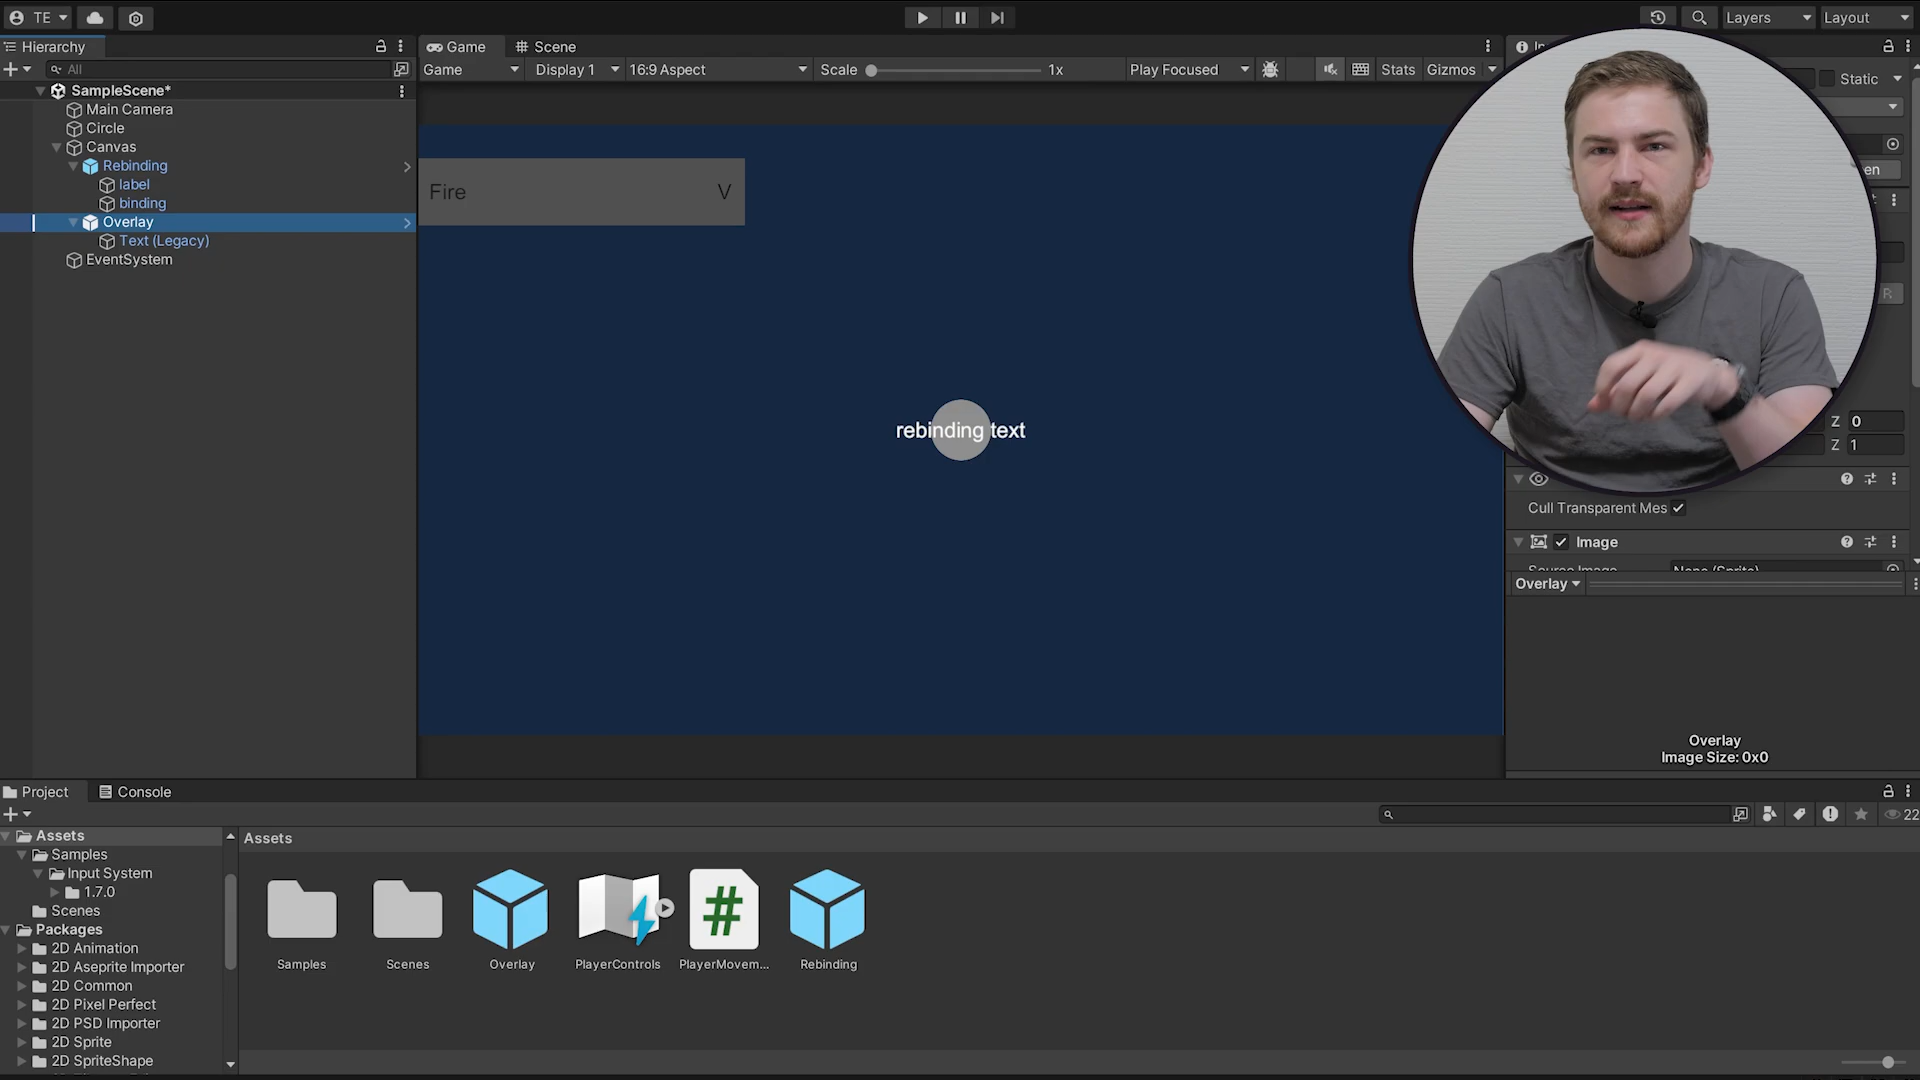 TE
Layers
Layout
Hierarchy
Game
Scene
All
Game
Display 1
16:9 Aspect
Scale
1x
Play Focused
Stats
Gizmos
Static
SampleScene*
Main Camera
Circle
Canvas
Rebinding
label
binding
Overlay
Text (Legacy)
EventSystem
Fire
V
rebinding text
en
R
Z
0
Z
1
Cull Transparent Mes
Image
Overlay
Overlay
Image Size: 0x0
Project
Console
22
Assets
Samples
Input System
1.7.0
Scenes
Packages
2D Animation
2D Aseprite Importer
2D Common
2D Pixel Perfect
2D PSD Importer
2D Sprite
2D SpriteShape
Assets
Samples
Scenes
Overlay
PlayerControls
PlayerMovem...
Rebinding